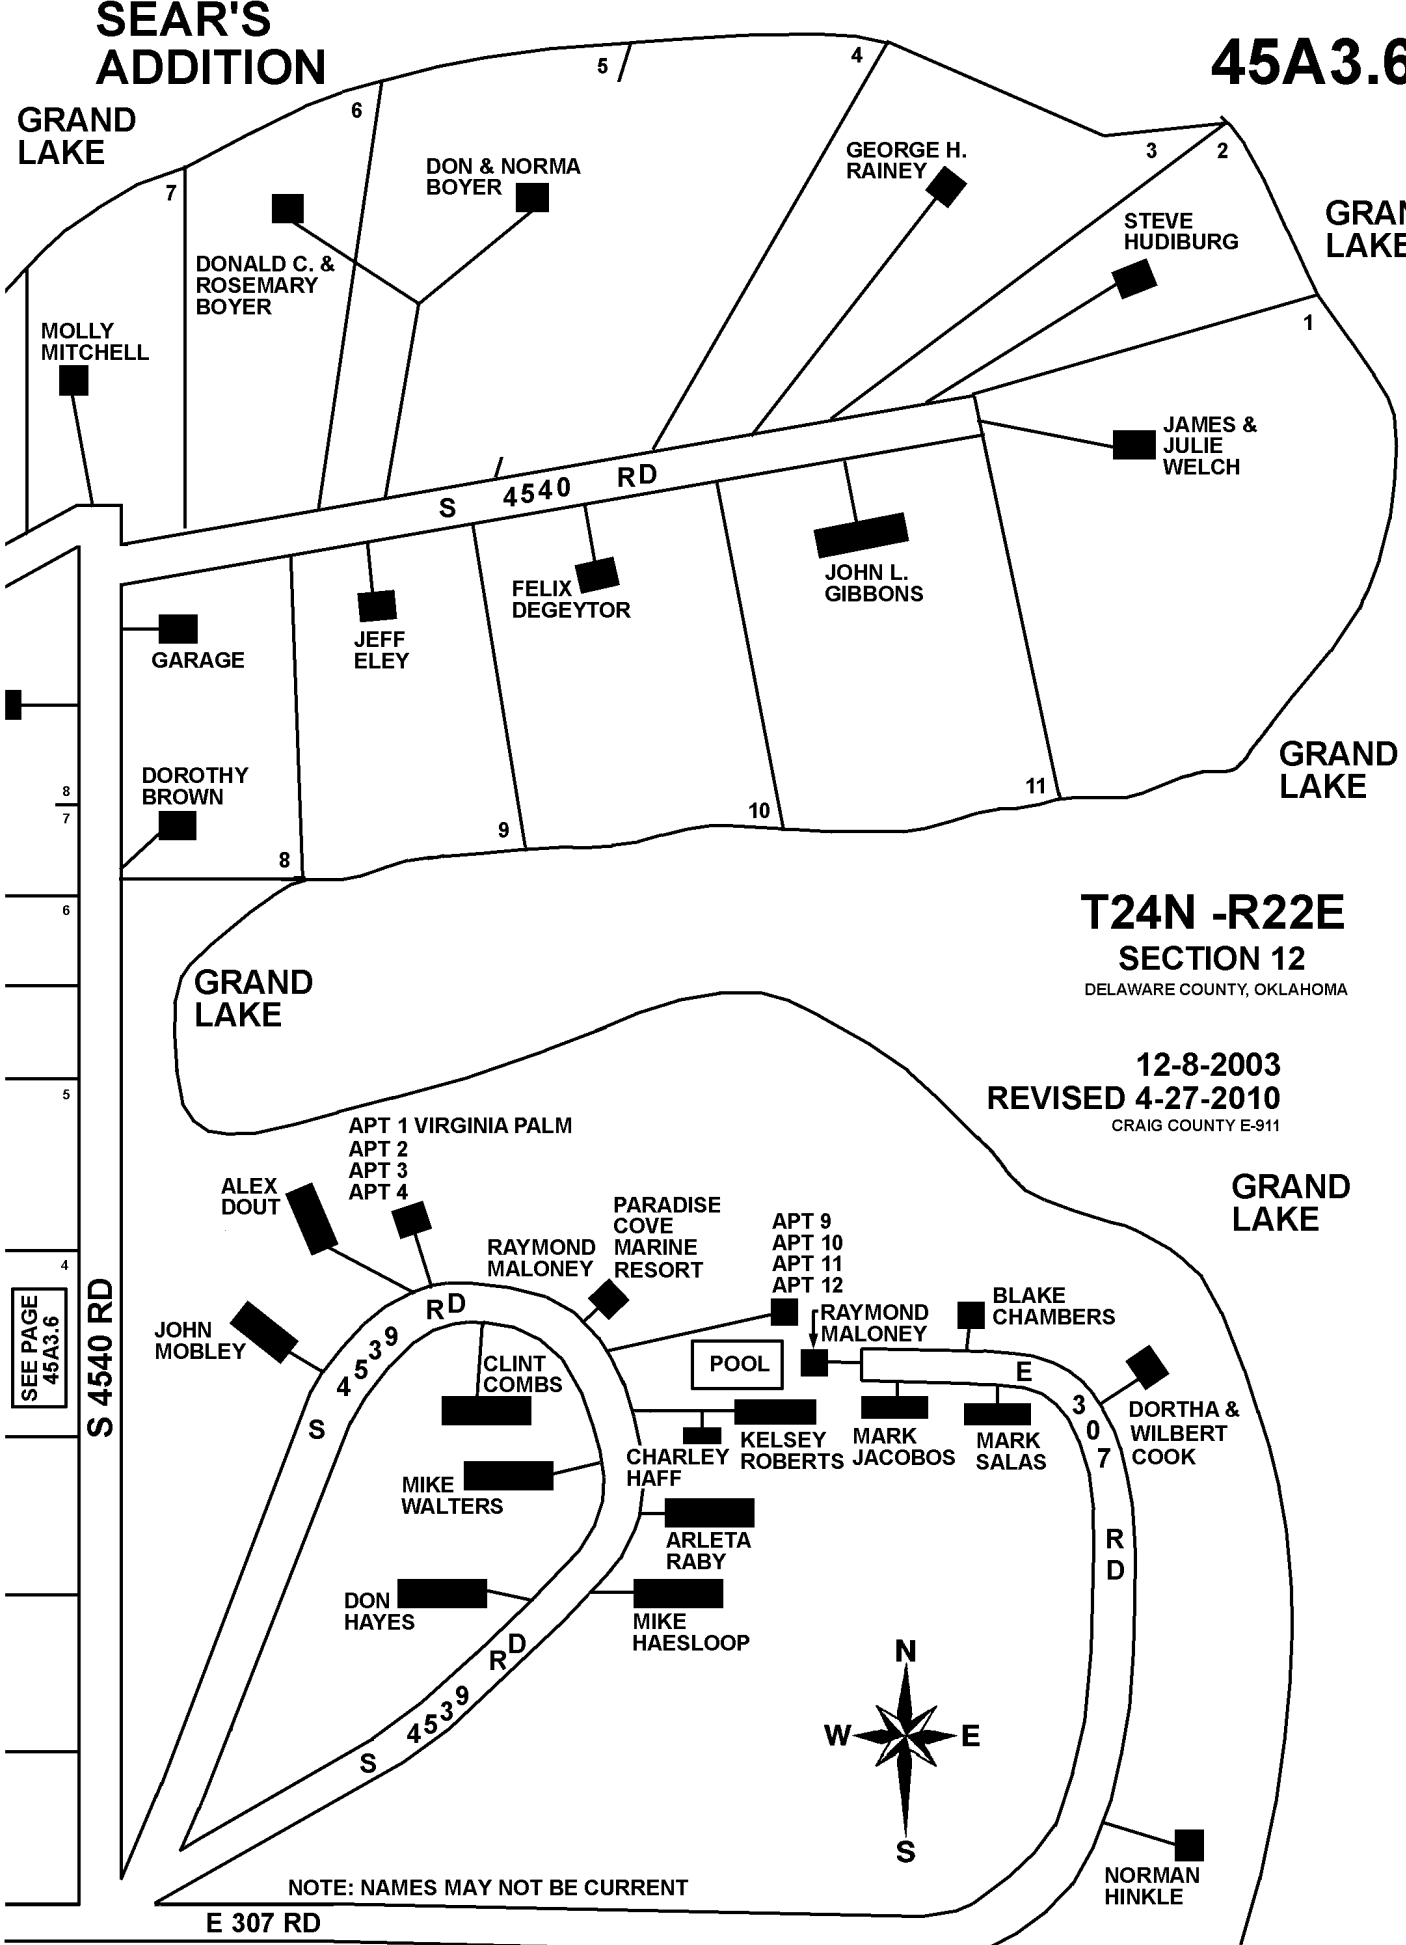 SEAR'S
ADDITION
45A3.6
GRAND
LAKE
5
4
6
3
2
7
GEORGE H.
RAINEY
DON & NORMA
BOYER
STEVE
HUDIBURG
GRAN
LAKE
DONALD C. &
ROSEMARY
BOYER
MOLLY
MITCHELL
1
JAMES &
JULIE
WELCH
S 4540 RD
JOHN L.
GIBBONS
FELIX
DEGEYTOR
JEFF
ELEY
GARAGE
GRAND
LAKE
DOROTHY
BROWN
8
7
11
10
9
8
6
T24N -R22E
SECTION 12
DELAWARE COUNTY, OKLAHOMA
GRAND
LAKE
12-8-2003
REVISED 4-27-2010
CRAIG COUNTY E-911
5
APT 1 VIRGINIA PALM
APT 2
APT 3
APT 4
ALEX
DOUT
GRAND
LAKE
PARADISE
COVE
MARINE
RESORT
RAYMOND
MALONEY
APT 9
APT 10
APT 11
APT 12
4
SEE PAGE
45A3.6
S 4540 RD
JOHN
MOBLEY
S 4539 RD
CLINT
COMBS
POOL
RAYMOND
MALONEY
BLAKE
CHAMBERS
E 307 RD
DORTHA &
WILBERT
COOK
CHARLEY
HAFF
KELSEY
ROBERTS
MARK
JACOBOS
MARK
SALAS
MIKE
WALTERS
ARLETA
RABY
DON
HAYES
MIKE
HAESLOOP
S 4539 RD
N
W
E
S
NORMAN
HINKLE
NOTE: NAMES MAY NOT BE CURRENT
E 307 RD